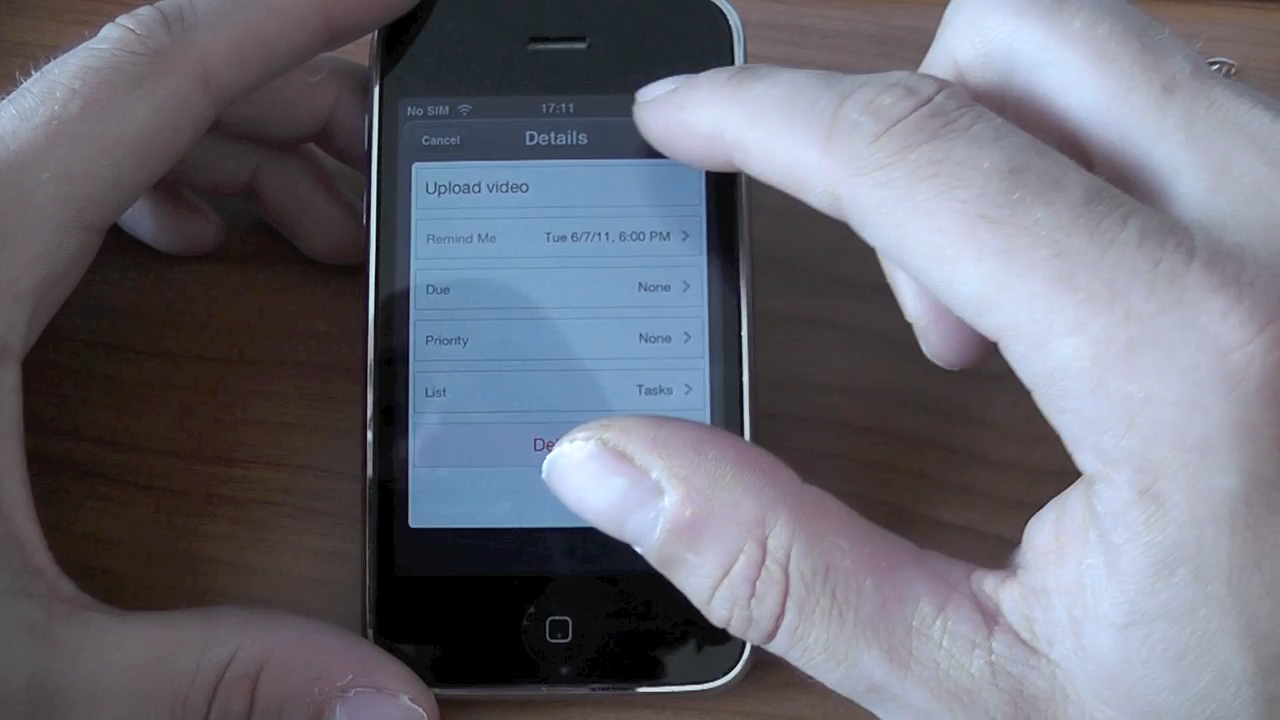 No SIM 17:11
Cancel Details
Upload video
Remind Me Tue 6/7/11, 6:00 PM
Due None
Priority None
List Tasks